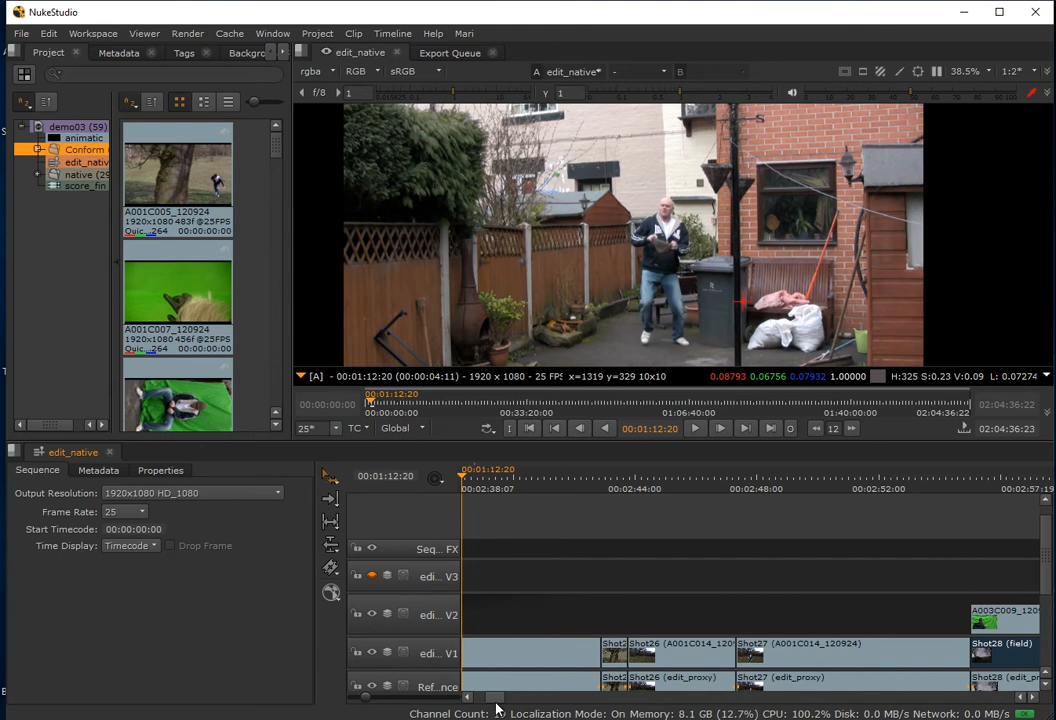 NukeStudio
File Edit Workspace Viewer Render Cache Window Project Clip Timeline Help Mari
Project Metadata Tags Backgro edit_native Export Queue
rgba RGB sRGB A edit_native* - B 38.5% 1:2*
f/8 1 γ 1
demo03 (59)
animatic
Conform
edit_nativ
native (29
score_fin
A001C005_120924
1920x1080 483f @25FPS
Quic...264 00:00:00:00
A001C007_120924
1920x1080 456f @25FPS
Quic...264 00:00:00:00
[A] - 00:01:12:20 (00:00:04:11) - 1920 x 1080 - 25 FPS x=1319 y=329 10x10 0.08793 0.06756 0.07932 1.00000 H:325 S:0.23 V:0.09 L: 0.07274
00:01:12:20
00:00:00:00 02:04:36:22
00:00:00:00 00:33:20:00 01:06:40:00 01:40:00:00 02:04:36:22
25* TC Global I 00:01:12:20 O 12 02:04:36:23
edit_native
Sequence Metadata Properties
Output Resolution: 1920x1080 HD_1080
Frame Rate: 25
Start Timecode: 00:00:00:00
Time Display: Timecode Drop Frame
00:01:12:20 00:01:12:20
00:02:38:07 00:02:44:00 00:02:48:00 00:02:52:00 00:02:57:19
Seq... FX
edi... V3
edi... V2 A003C009_1209
edi... V1 Shot2 Shot26 (A001C014_1209 Shot27 (A001C014_120924) Shot28 (field)
Ref...nce Shot2 Shot26 (edit_proxy) Shot27 (edit_proxy) Shot28 (edit_pr
Channel Count: Localization Mode: On Memory: 8.1 GB (12.7%) CPU: 100.2% Disk: 0.0 MB/s Network: 0.0 MB/s